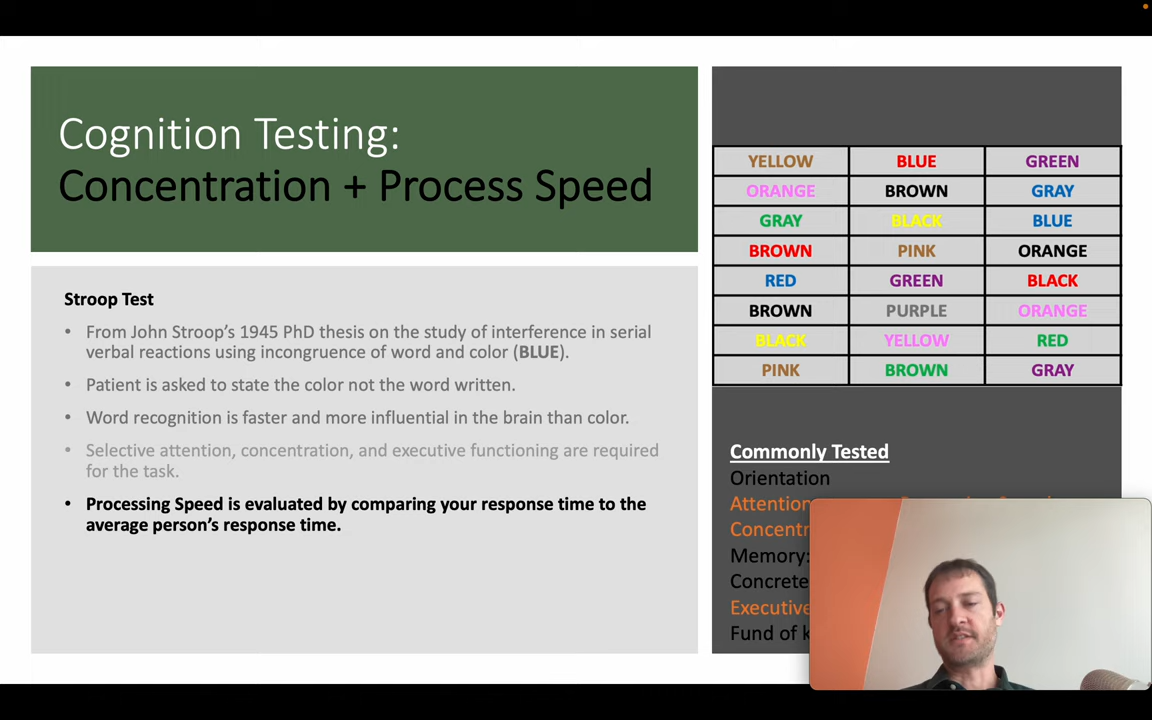 Cognition Testing:
Concentration + Process Speed
Stroop Test
• From John Stroop's 1945 PhD thesis on the study of interference in serial
verbal reactions using incongruence of word and color (BLUE).
• Patient is asked to state the color not the word written.
• Word recognition is faster and more influential in the brain than color.
• Selective attention, concentration, and executive functioning are required
for the task.
• Processing Speed is evaluated by comparing your response time to the
average person's response time.
YELLOW BLUE GREEN
ORANGE BROWN GRAY
GRAY BLACK BLUE
BROWN PINK ORANGE
RED GREEN BLACK
BROWN PURPLE ORANGE
BLACK YELLOW RED
PINK BROWN GRAY
Commonly Tested
Orientation
Attention
Memory:
Concrete
Executive
Fund of